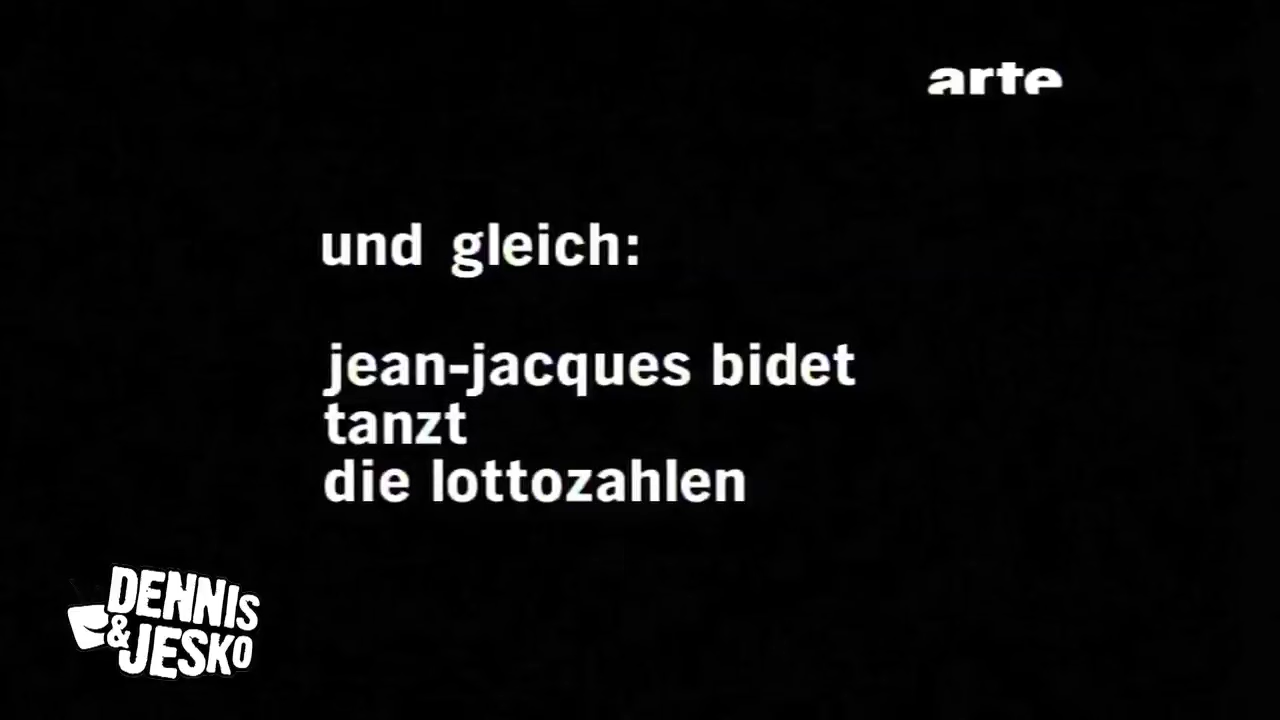 arte
und gleich:
jean-jacques bidet
tanzt
die lottozahlen
DENNIS
& JESKO